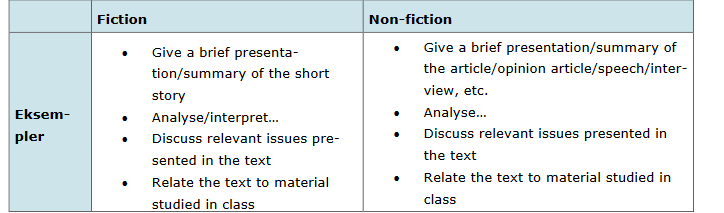 Fiction
Non-fiction
Eksem-
pler
• Give a brief presenta-
tion/summary of the short
story
• Analyse/interpret…
• Discuss relevant issues pre-
sented in the text
• Relate the text to material
studied in class
• Give a brief presentation/summary of
the article/opinion article/speech/inter-
view, etc.
• Analyse…
• Discuss relevant issues presented in
the text
• Relate the text to material studied in
class